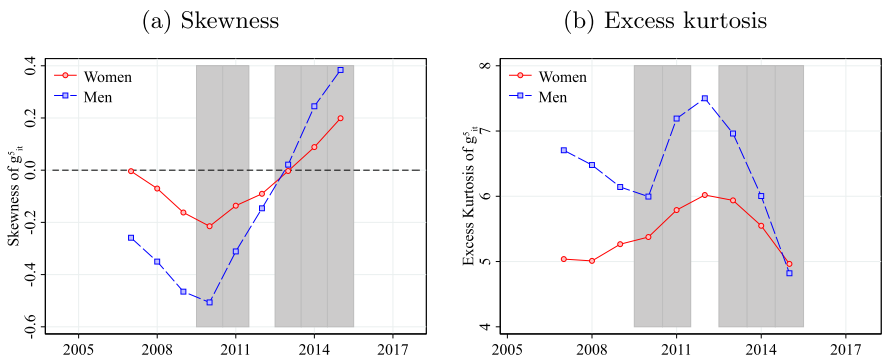 (a) Skewness
Skewness of g⁵ᵢₜ
0.4
0.2
0.0
-0.2
-0.4
-0.6
Women
Men
2005 2008 2011 2014 2017
(b) Excess kurtosis
Excess Kurtosis of g⁵ᵢₜ
8
7
6
5
4
Women
Men
2005 2008 2011 2014 2017